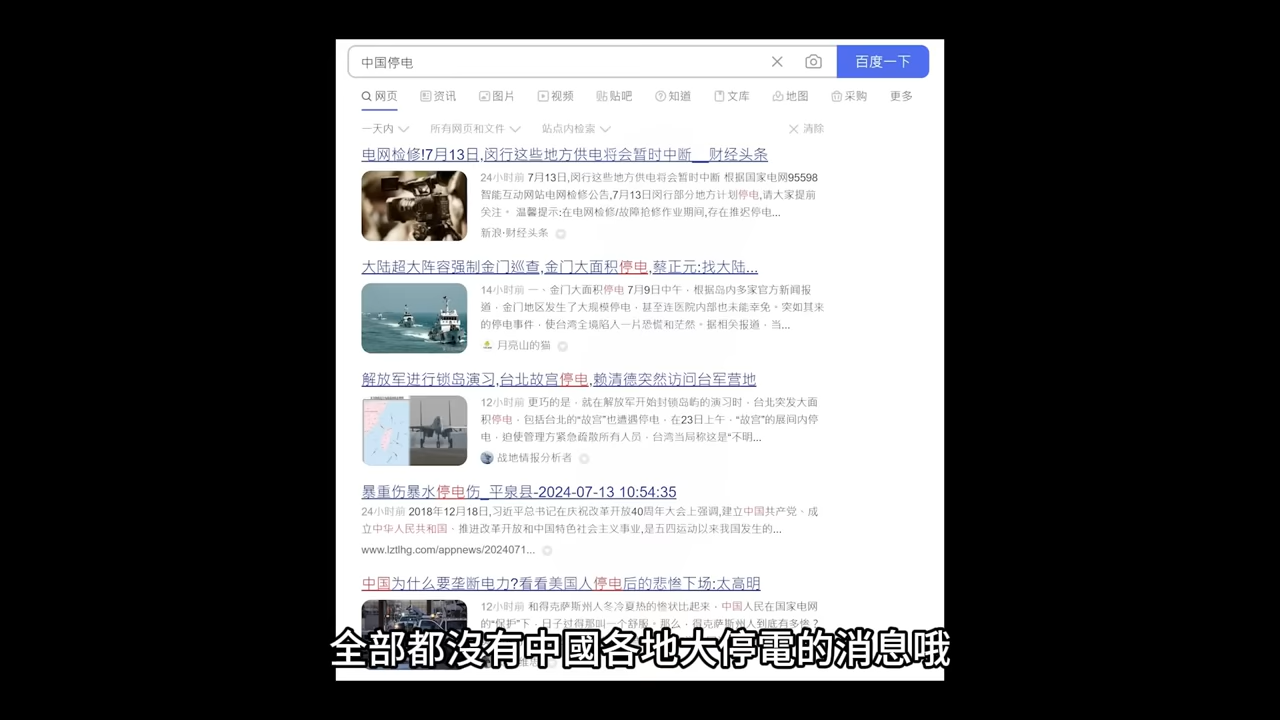 中国停电
百度一下
网页 资讯 图片 视频 贴吧 知道 文库 地图 采购 更多
一天内 所有网页和文件 站点内检索 清除
电网检修!7月13日,闵行这些地方供电将会暂时中断__财经头条
24小时前 7月13日,闵行这些地方供电将会暂时中断 根据国家电网95598
智能互动网站电网检修公告,7月13日闵行部分地方计划停电,请大家提前
关注。 温馨提示:在电网检修/故障抢修作业期间,存在推迟停电...
新浪·财经头条
大陆超大阵容强制金门巡查,金门大面积停电,蔡正元:找大陆...
14小时前 一、金门大面积停电 7月9日中午，根据岛内多家官方新闻报
道，金门地区发生了大规模停电，甚至连医院内部也未能幸免。突如其来
的停电事件，使台湾全境陷入一片恐慌和茫然。据相关报道，当...
月亮山的猫
解放军进行锁岛演习,台北故宫停电,赖清德突然访问台军营地
12小时前 更巧的是，就在解放军开始封锁岛屿的演习时，台北突发大面
积停电，包括台北的“故宫”也遭遇停电，在23日上午，“故宫”的展间内停
电，迫使管理方紧急疏散所有人员，台湾当局称这是“不明...
战地情报分析者
暴重伤暴水停电伤_平泉县-2024-07-13 10:54:35
24小时前 2018年12月18日,习近平总书记在庆祝改革开放40周年大会上强调,建立中国共产党、成
立中华人民共和国、推进改革开放和中国特色社会主义事业,是五四运动以来我国发生的...
www.lztlhg.com/appnews/2024071...
中国为什么要垄断电力?看看美国人停电后的悲惨下场:太高明
12小时前 和得克萨斯州人冬冷夏热的惨状比起来，中国人民在国家电网
的“保护”下，日子过得那叫一个舒服。那么，得克萨斯州人到底有多惨？
全部都沒有中國各地大停電的消息哦